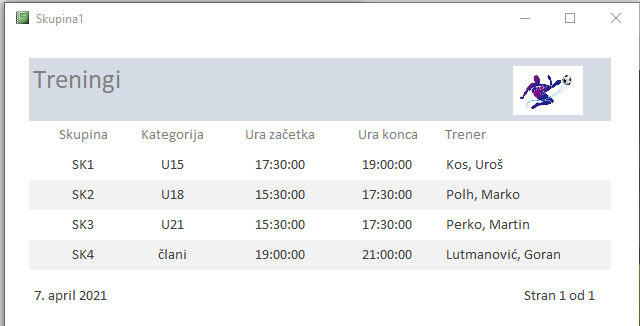 Skupina1
Treningi
Skupina Kategorija Ura začetka Ura konca Trener
SK1 U15 17:30:00 19:00:00 Kos, Uroš
SK2 U18 15:30:00 17:30:00 Polh, Marko
SK3 U21 15:30:00 17:30:00 Perko, Martin
SK4 člani 19:00:00 21:00:00 Lutmanović, Goran
7. april 2021 Stran 1 od 1